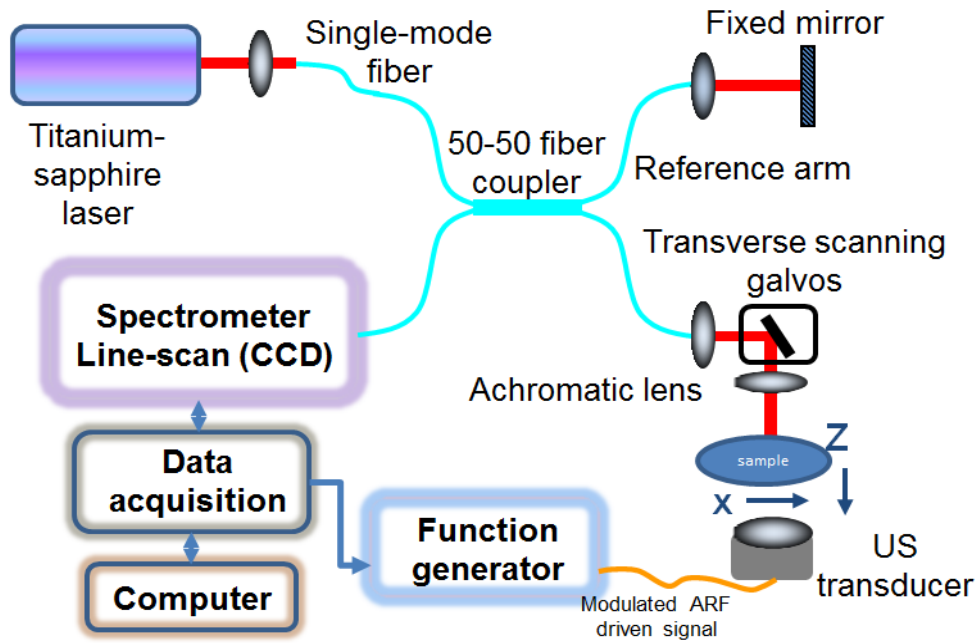 Single-mode
fiber
Fixed mirror
Titanium-
sapphire
laser
50-50 fiber
coupler
Reference arm
Transverse scanning
galvos
Spectrometer
Line-scan (CCD)
Achromatic lens
sample
Z
X
Data
acquisition
Function
generator
US
transducer
Computer
Modulated ARF
driven signal